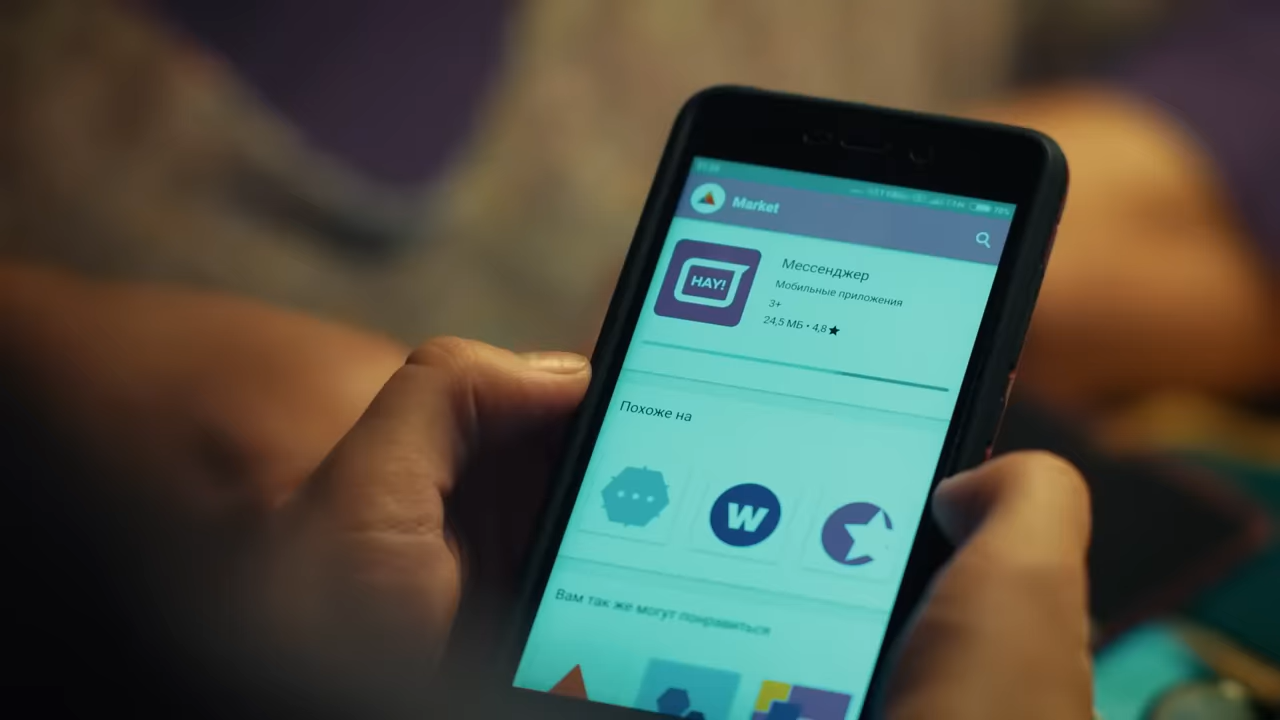 Market
HAY!
Мессенджер
Мобильные приложения
3+
24,5 МБ • 4,8★
Похоже на
W
Вам так же могут понравиться